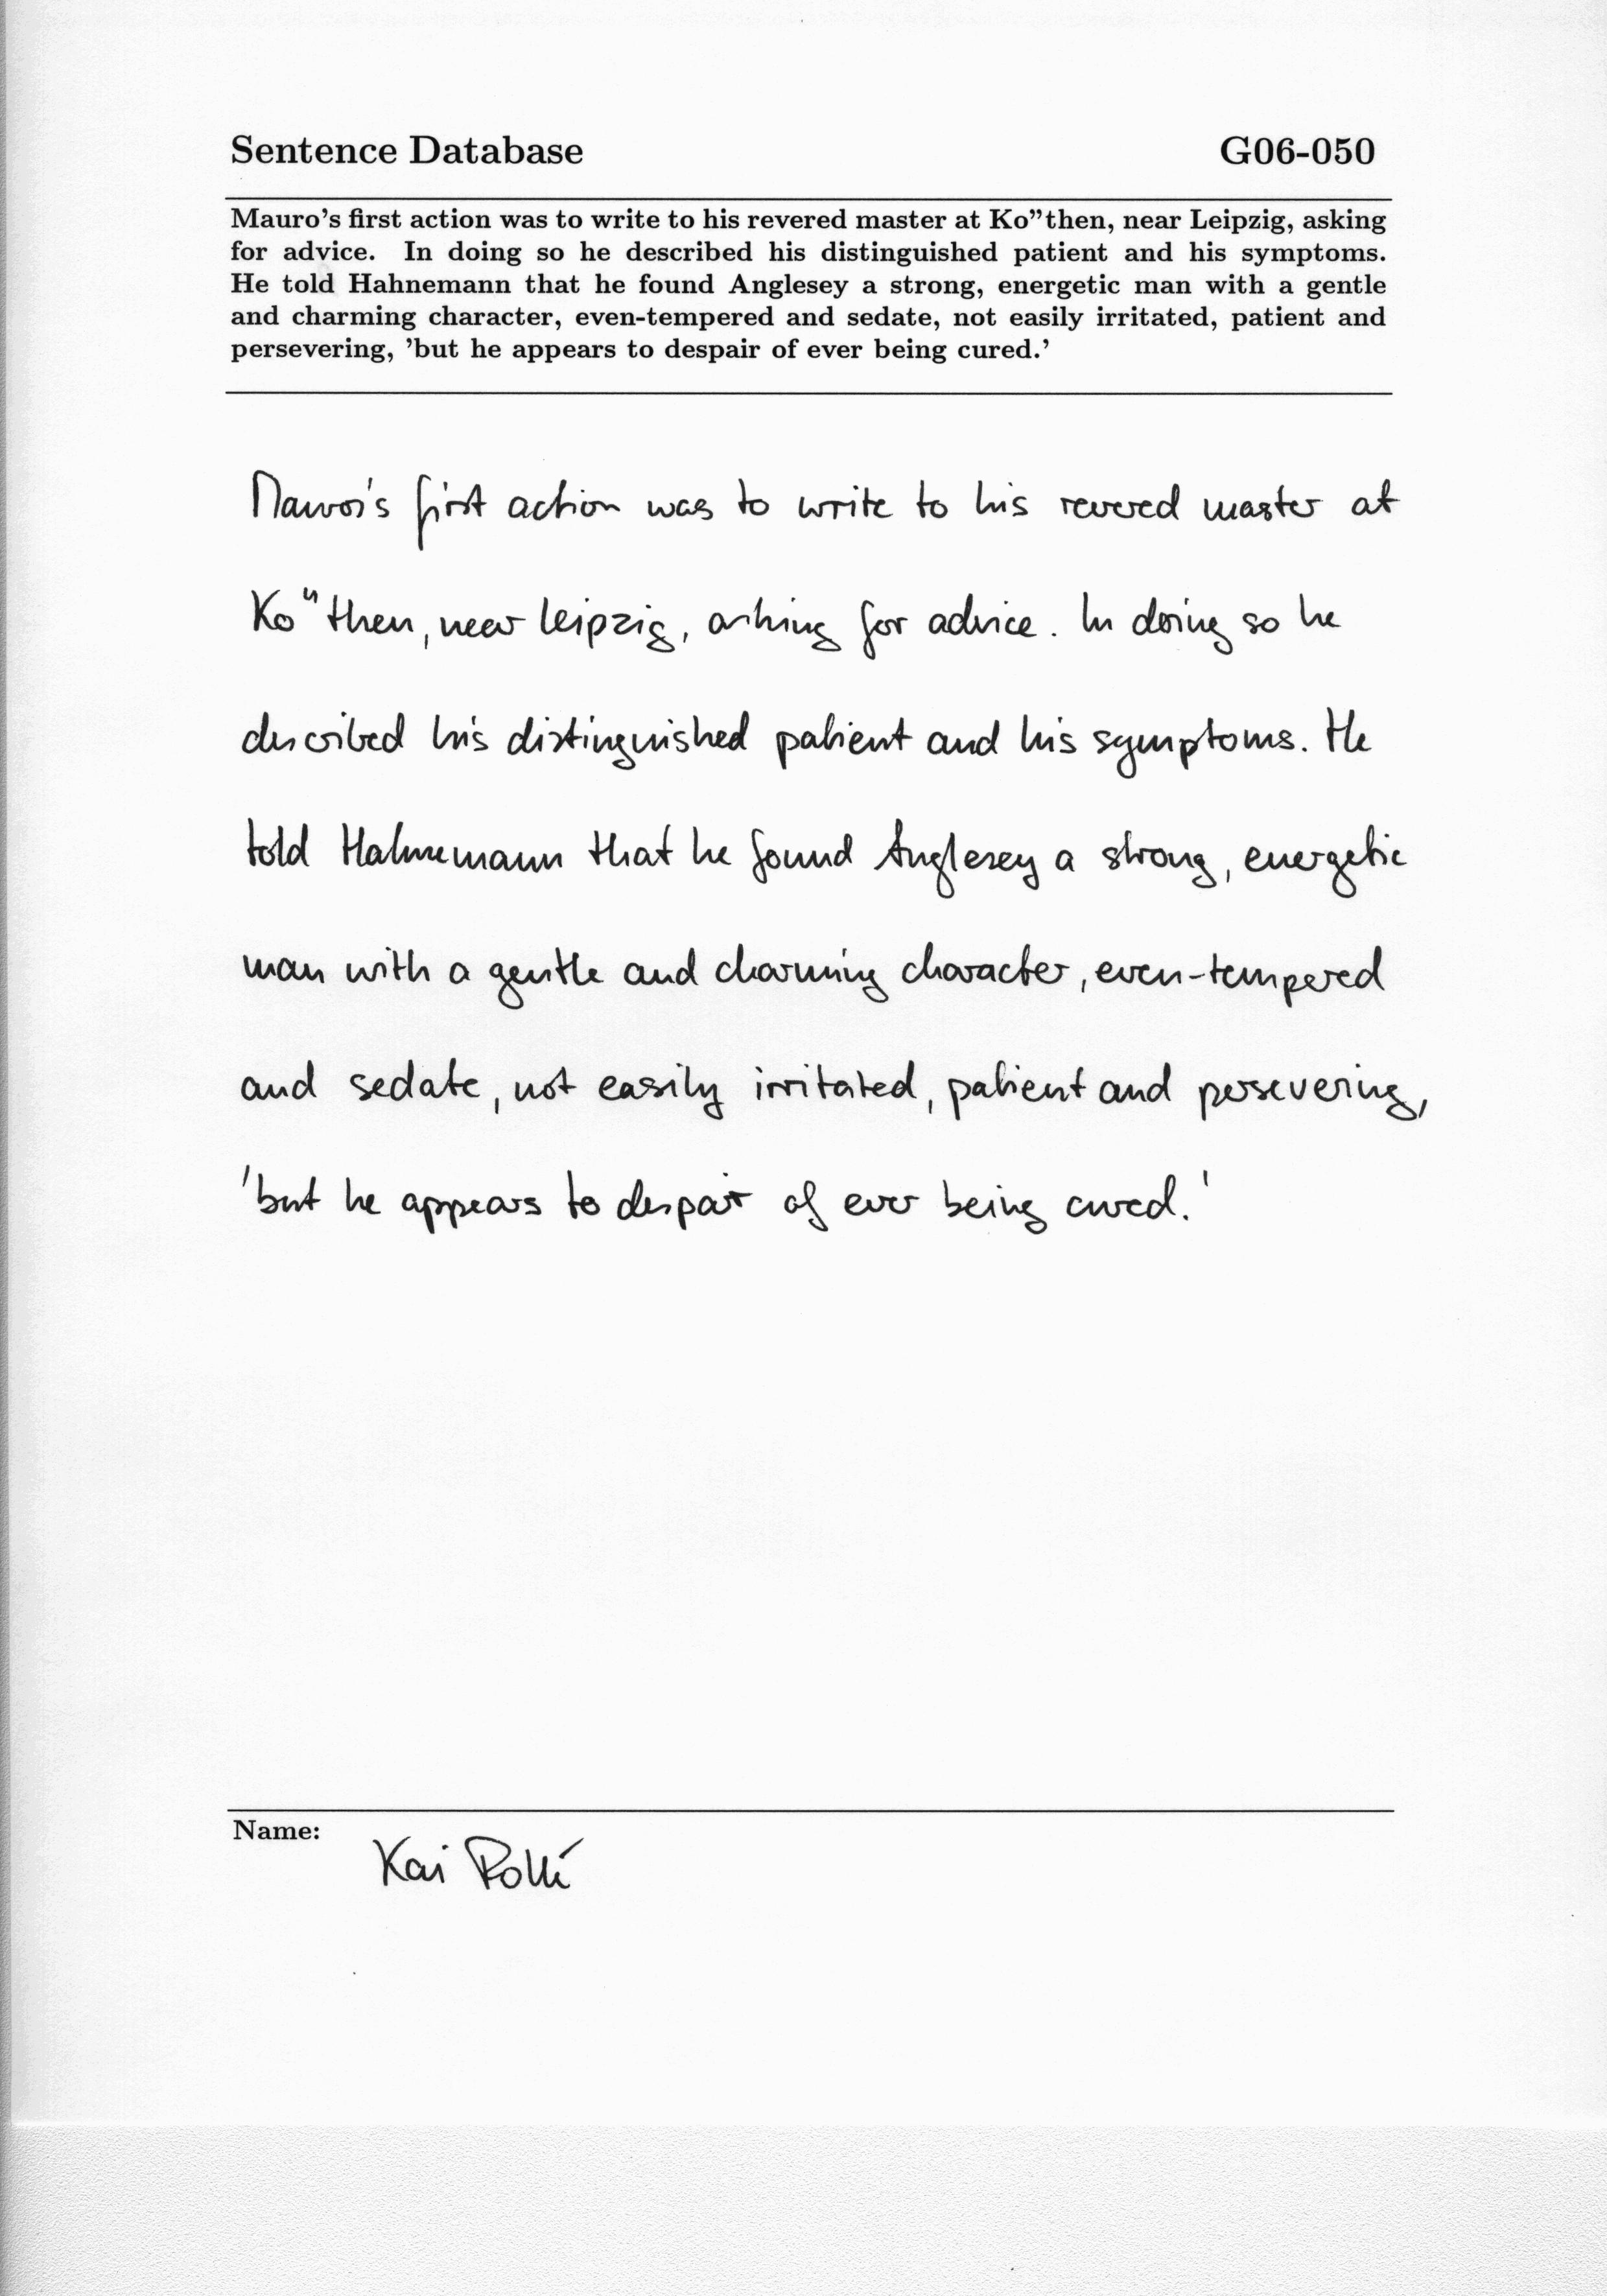 Sentence Database G06-050
Mauro's first action was to write to his revered master at Ko"then, near Leipzig, asking
for advice. In doing so he described his distinguished patient and his symptoms.
He told Hahnemann that he found Anglesey a strong, energetic man with a gentle
and charming character, even-tempered and sedate, not easily irritated, patient and
persevering, 'but he appears to despair of ever being cured.'
Mauroi's first action was to write to his revered master at
Ko"then, near Leipzig, asking for advice. In doing so he
described his distinguished patient and his symptoms. He
told Hahnemann that he found Anglesey a strong, energetic
man with a gentle and charming character, even-tempered
and sedate, not easily irritated, patient and persevering,
'but he appears to despair of ever being cured.'
Name:
Kai